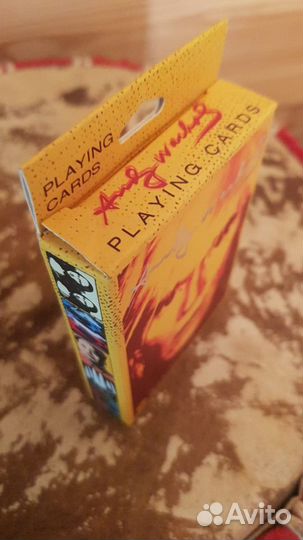 PLAYING
CARDS
Andy Warhol
PLAYING CARDS
Avito